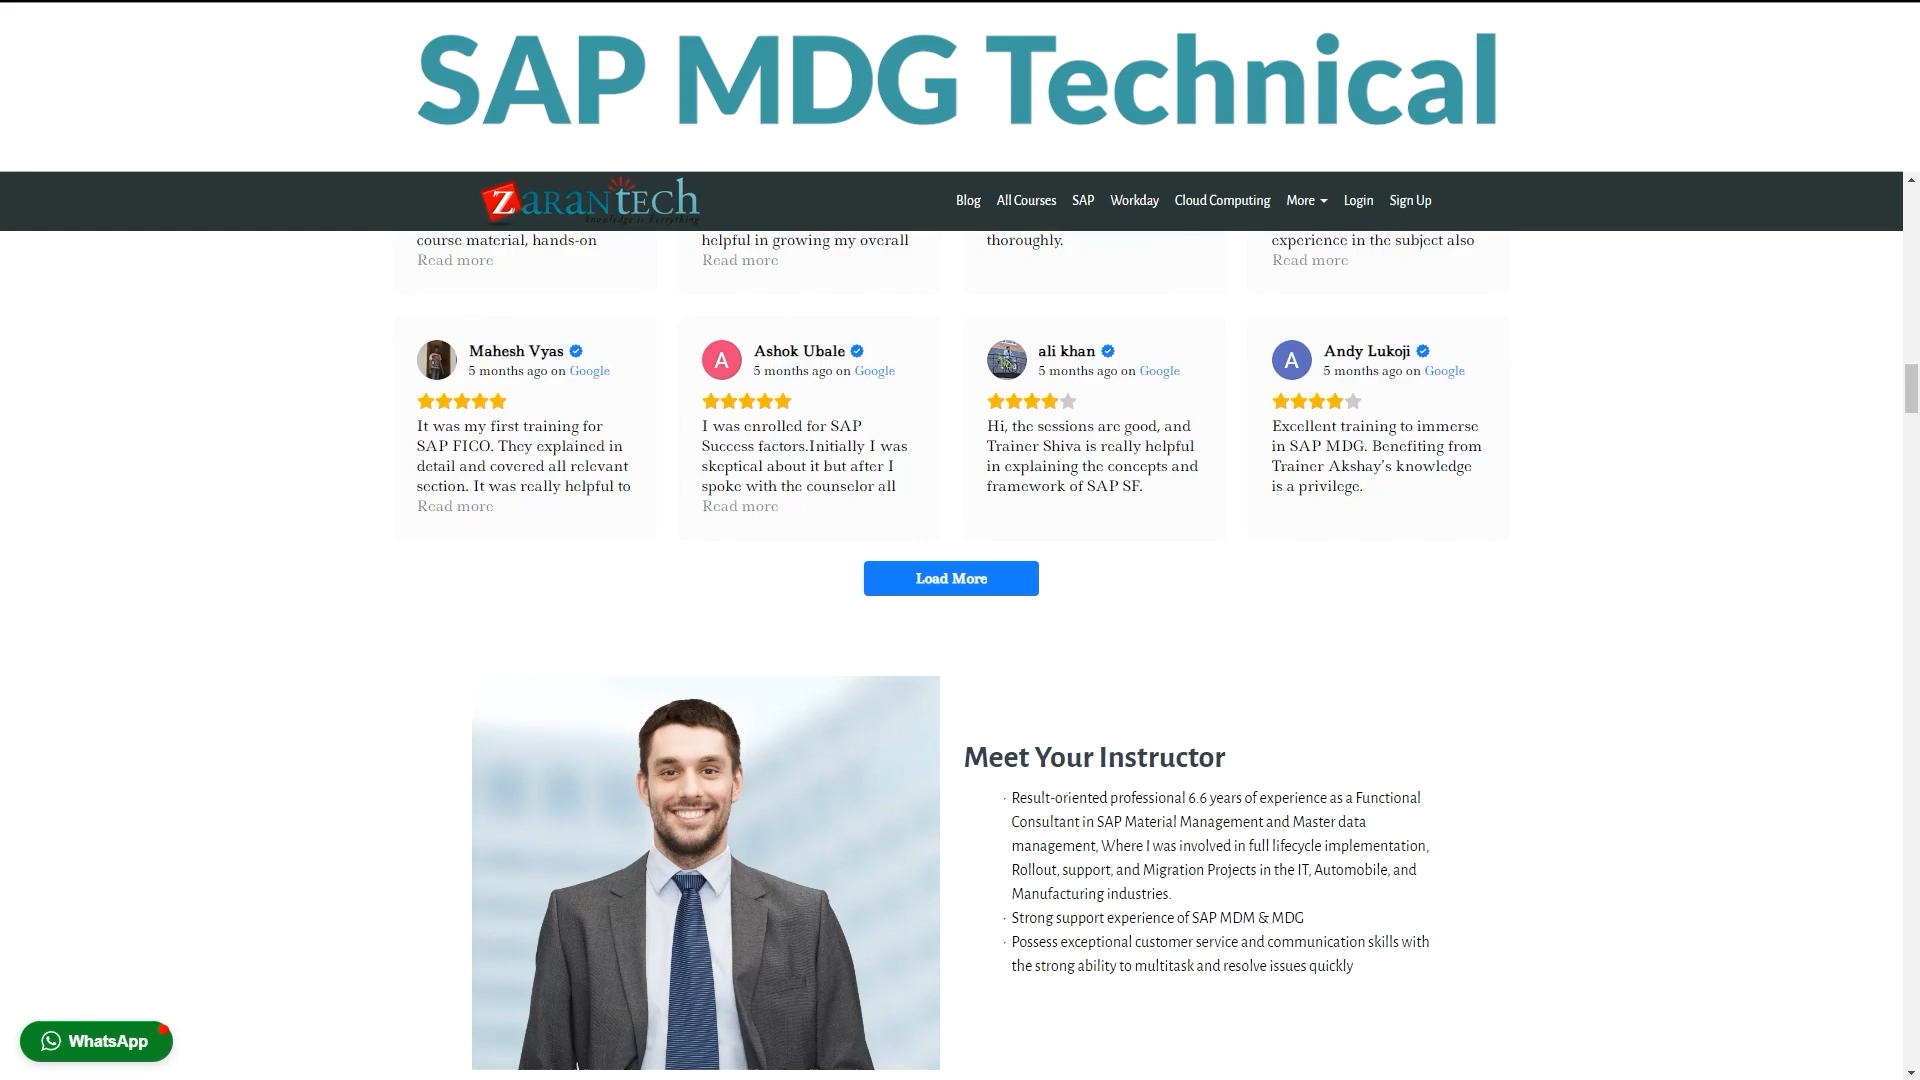 SAP MDG Technical
ZARANTECH
knowledge is Everything
Blog All Courses SAP Workday Cloud Computing More Login Sign Up
course material, hands-on
Read more
helpful in growing my overall
Read more
thoroughly.
experience in the subject also
Read more
Mahesh Vyas
5 months ago on Google
It was my first training for
SAP FICO. They explained in
detail and covered all relevant
section. It was really helpful to
Read more
A
Ashok Ubale
5 months ago on Google
I was enrolled for SAP
Success factors.Initially I was
skeptical about it but after I
spoke with the counselor all
Read more
ali khan
5 months ago on Google
Hi, the sessions are good, and
Trainer Shiva is really helpful
in explaining the concepts and
framework of SAP SF.
A
Andy Lukoji
5 months ago on Google
Excellent training to immerse
in SAP MDG. Benefiting from
Trainer Akshay's knowledge
is a privilege.
Load More
Meet Your Instructor
· Result-oriented professional 6.6 years of experience as a Functional
Consultant in SAP Material Management and Master data
management, Where I was involved in full lifecycle implementation,
Rollout, support, and Migration Projects in the IT, Automobile, and
Manufacturing industries.
· Strong support experience of SAP MDM & MDG
· Possess exceptional customer service and communication skills with
the strong ability to multitask and resolve issues quickly
WhatsApp